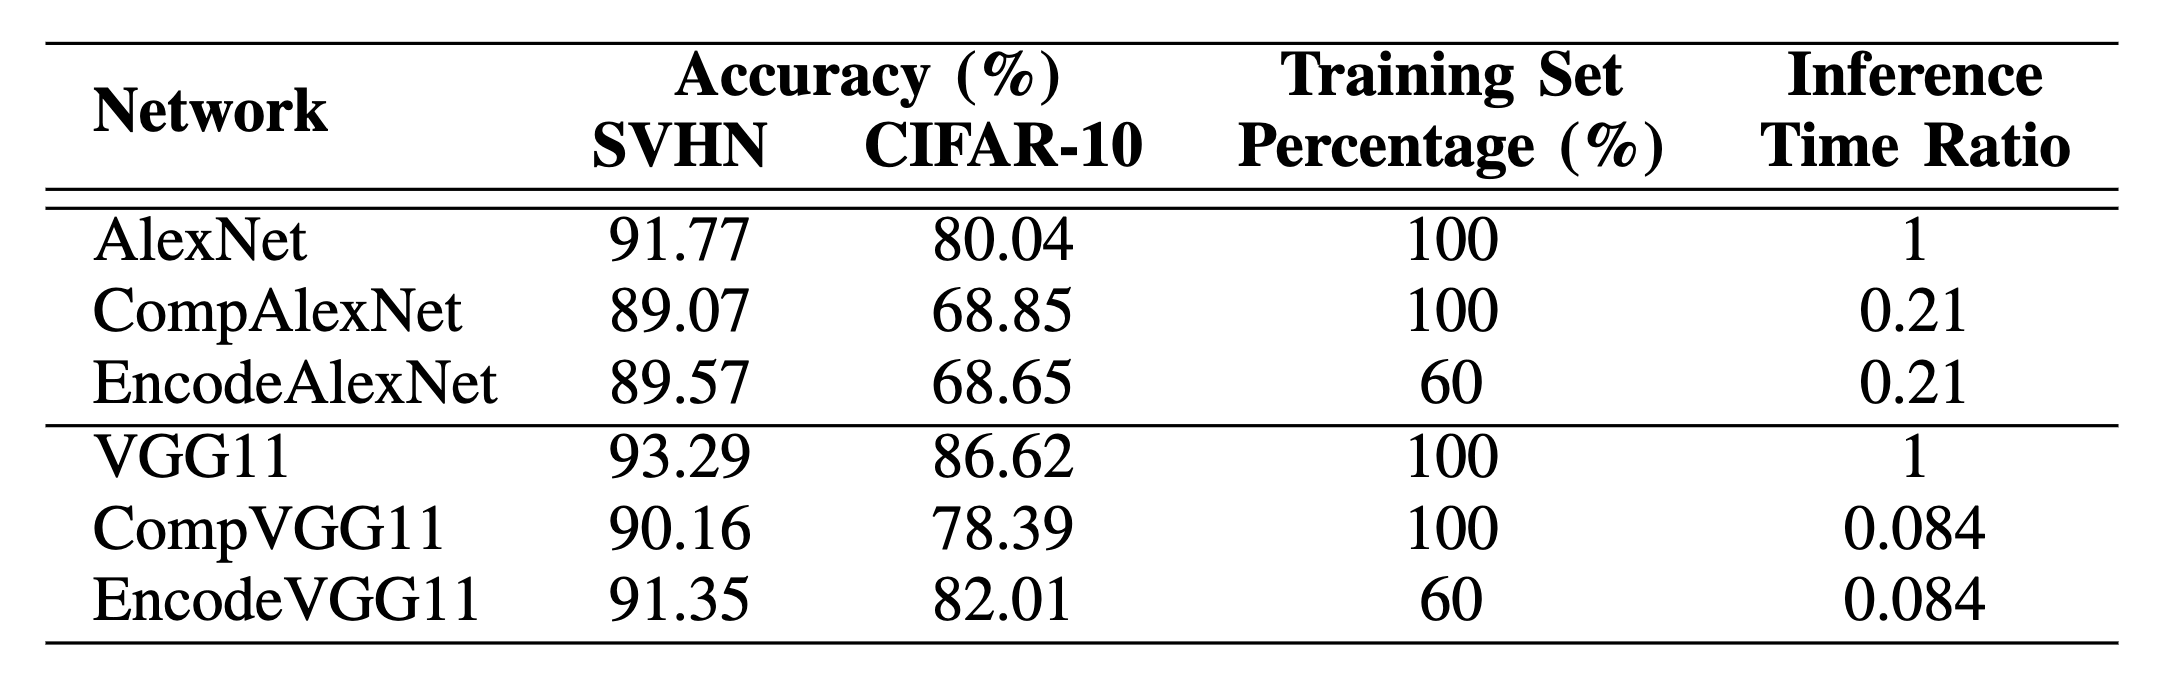 Network Accuracy (%) Training Set Inference
SVHN CIFAR-10 Percentage (%) Time Ratio
AlexNet 91.77 80.04 100 1
CompAlexNet 89.07 68.85 100 0.21
EncodeAlexNet 89.57 68.65 60 0.21
VGG11 93.29 86.62 100 1
CompVGG11 90.16 78.39 100 0.084
EncodeVGG11 91.35 82.01 60 0.084